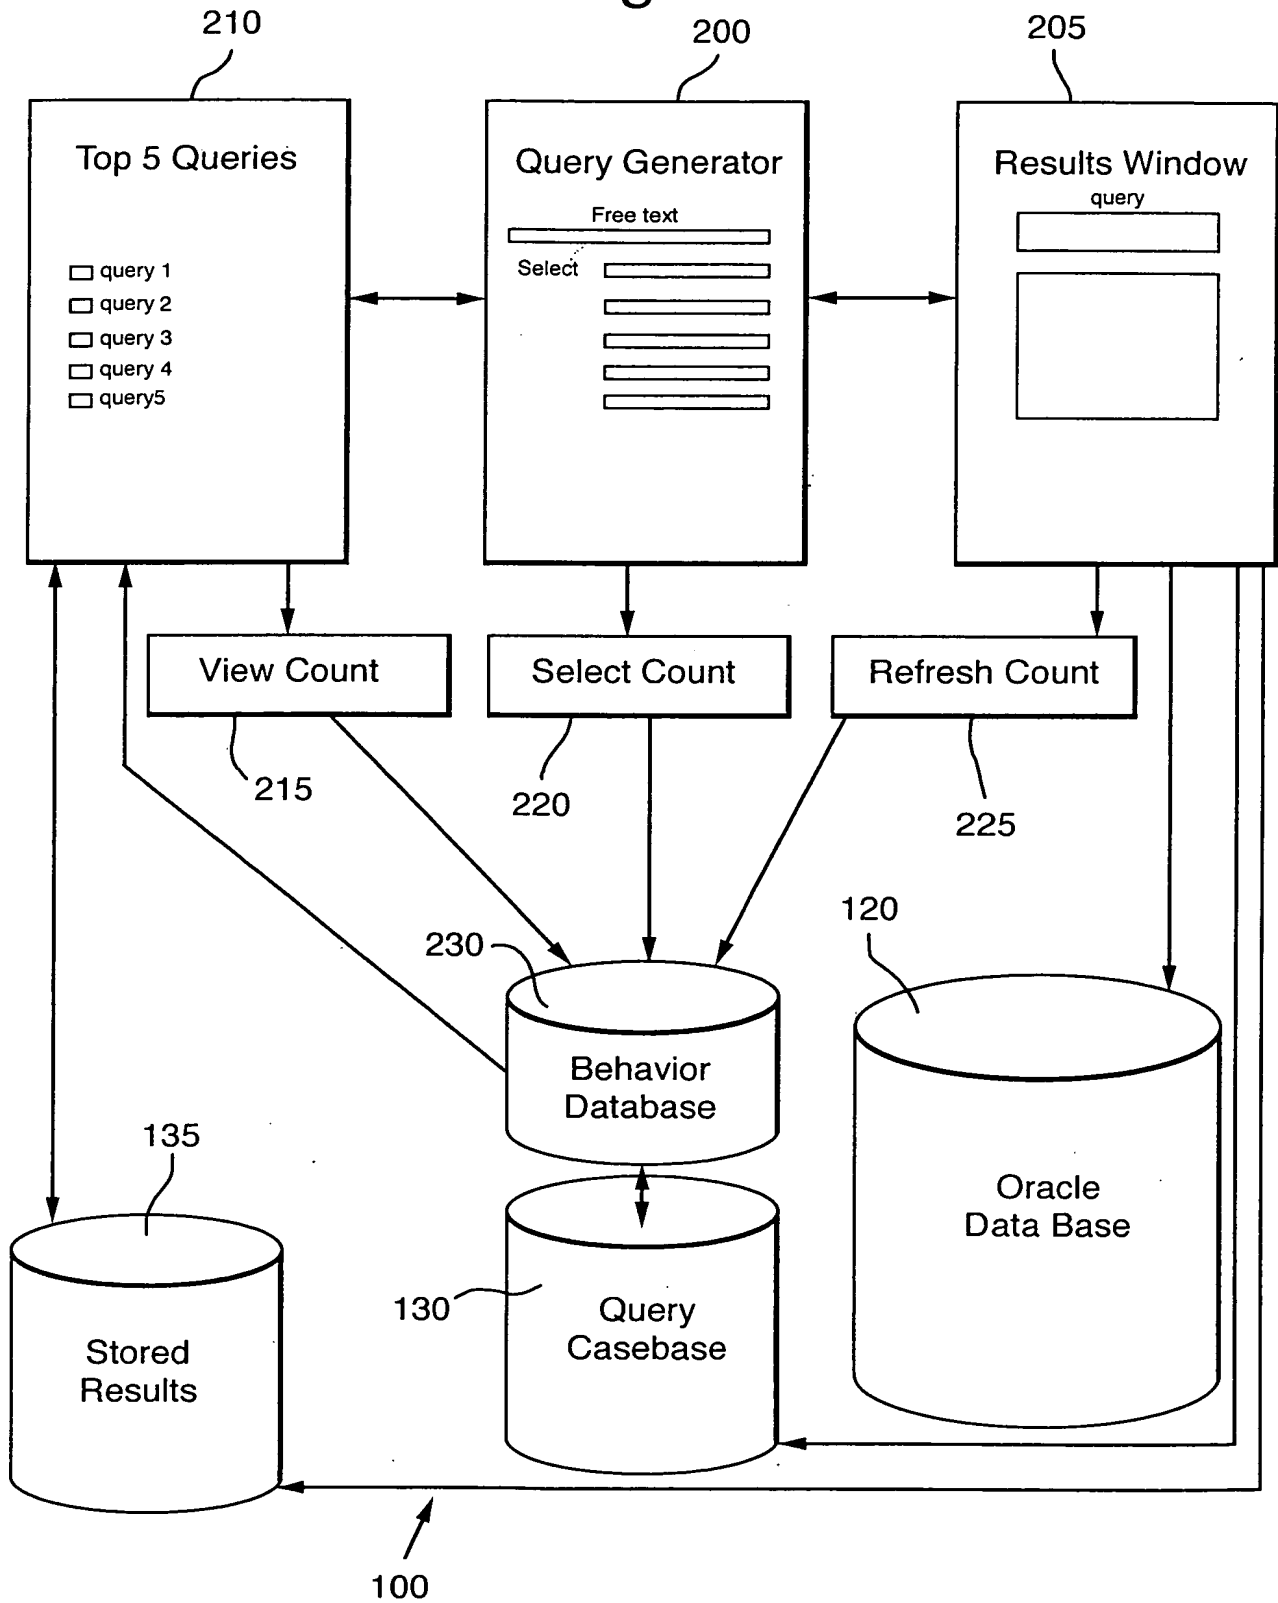 210
200
205
Top 5 Queries
Query Generator
Results Window
query
Free text
Select
query 1
query 2
query 3
query 4
query5
View Count
Select Count
Refresh Count
215
220
225
120
230
Behavior
Database
135
Oracle
Data Base
130
Query
Casebase
Stored
Results
100